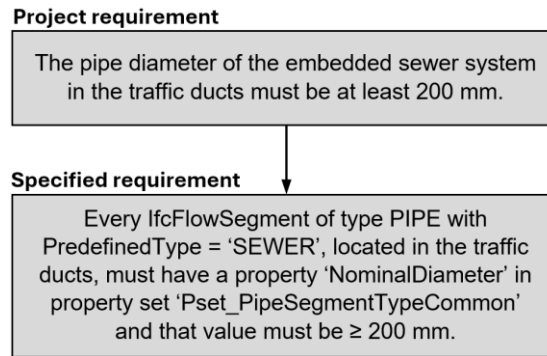 Project requirement
The pipe diameter of the embedded sewer system
in the traffic ducts must be at least 200 mm.
Specified requirement
Every IfcFlowSegment of type PIPE with
PredefinedType = ‘SEWER’, located in the traffic
ducts, must have a property ‘NominalDiameter’ in
property set ‘Pset_PipeSegmentTypeCommon’
and that value must be ≥ 200 mm.